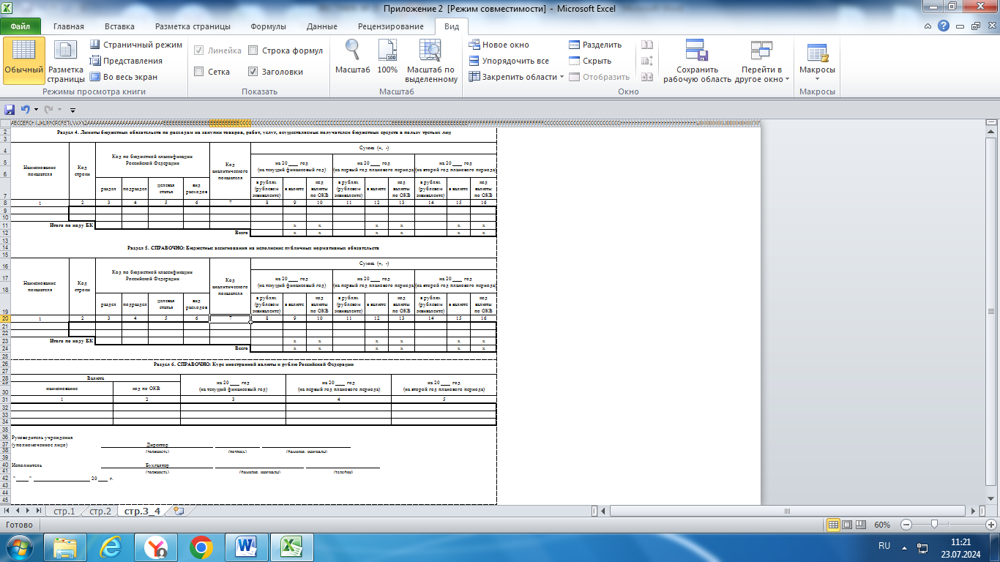 Приложение 2 [Режим совместимости] - Microsoft Excel
Файл Главная Вставка Разметка страницы Формулы Данные Рецензирование Вид
Обычный
Разметка страницы
Страничный режим
Представления
Во весь экран
Режимы просмотра книги
Линейка
Строка формул
Сетка
Заголовки
Показать
Масштаб
100%
Масштаб по выделенному
Масштаб
Новое окно
Упорядочить все
Закрепить области
Разделить
Скрыть
Отобразить
Сохранить рабочую область
Перейти в другое окно
Окно
Макросы
Макросы
Раздел 4. Лимиты бюджетных обязательств по расходам на закупки товаров, работ, услуг, осуществляемые получателем бюджетных средств в пользу третьих лиц
Наименование показателя
Код строки
Код по бюджетной классификации Российской Федерации
Код аналитического показателя
Сумма (+, -)
на 20 ____ год (на текущий финансовый год)
на 20 ____ год (на первый год планового периода)
на 20 ____ год (на второй год планового периода)
раздел подраздел целевая статья вид расходов
в рублях (рублевом эквиваленте) в валюте код валюты по ОКВ
в рублях (рублевом эквиваленте) в валюте код валюты по ОКВ
в рублях (рублевом эквиваленте) в валюте код валюты по ОКВ
1 2 3 4 5 6 7 8 9 10 11 12 13 14 15 16
Итого по коду БК x x x x x x
Всего x x x x x x
Раздел 5. СПРАВОЧНО: Бюджетные ассигнования на исполнение публичных нормативных обязательств
Наименование показателя
Код строки
Код по бюджетной классификации Российской Федерации
Код аналитического показателя
Сумма (+, -)
на 20 ____ год (на текущий финансовый год)
на 20 ____ год (на первый год планового периода)
на 20 ____ год (на второй год планового периода)
раздел подраздел целевая статья вид расходов
в рублях (рублевом эквиваленте) в валюте код валюты по ОКВ
в рублях (рублевом эквиваленте) в валюте код валюты по ОКВ
в рублях (рублевом эквиваленте) в валюте код валюты по ОКВ
1 2 3 4 5 6 7 8 9 10 11 12 13 14 15 16
Итого по коду БК x x x x x x
Всего x x x x x x
Раздел 6. СПРАВОЧНО: Курс иностранной валюты к рублю Российской Федерации
Валюта
наименование код по ОКВ
на 20 ____ год (на текущий финансовый год)
на 20 ____ год (на первый год планового периода)
на 20 ____ год (на второй год планового периода)
1 2 3 4 5
Руководитель учреждения
(уполномоченное лицо) Директор
(должность) (подпись) (фамилия, инициалы)
Исполнитель Бухгалтер
(должность) (фамилия, инициалы) (телефон)
"____" ____________ 20 ___ г.
стр.1 стр.2 стр.3_4
Готово
60%
RU
11:21
23.07.2024